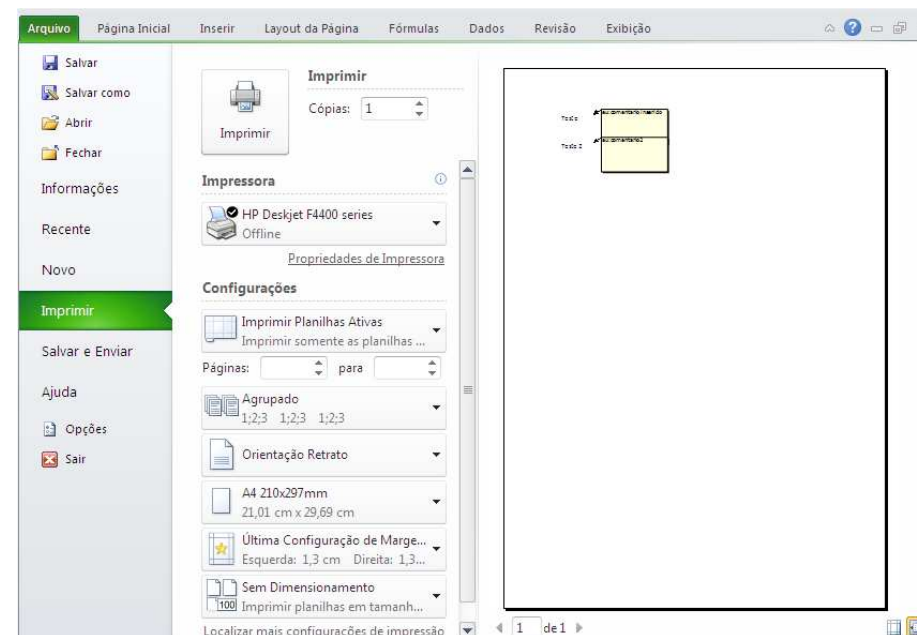 Arquivo Página Inicial Inserir Layout da Página Fórmulas Dados Revisão Exibição
Salvar
Salvar como
Abrir
Fechar
Informações
Recente
Novo
Imprimir
Salvar e Enviar
Ajuda
Opções
Sair
Imprimir
Imprimir
Cópias: 1
Impressora
HP Deskjet F4400 series
Offline
Propriedades de Impressora
Configurações
Imprimir Planilhas Ativas
Imprimir somente as planilhas ...
Páginas: para
Agrupado
1;2;3 1;2;3 1;2;3
Orientação Retrato
A4 210x297mm
21,01 cm x 29,69 cm
Última Configuração de Marge...
Esquerda: 1,3 cm Direita: 1,3...
Sem Dimensionamento
100 Imprimir planilhas em tamanh...
Localizar mais configurações de impressão
Texto
Texto 2
1 de 1